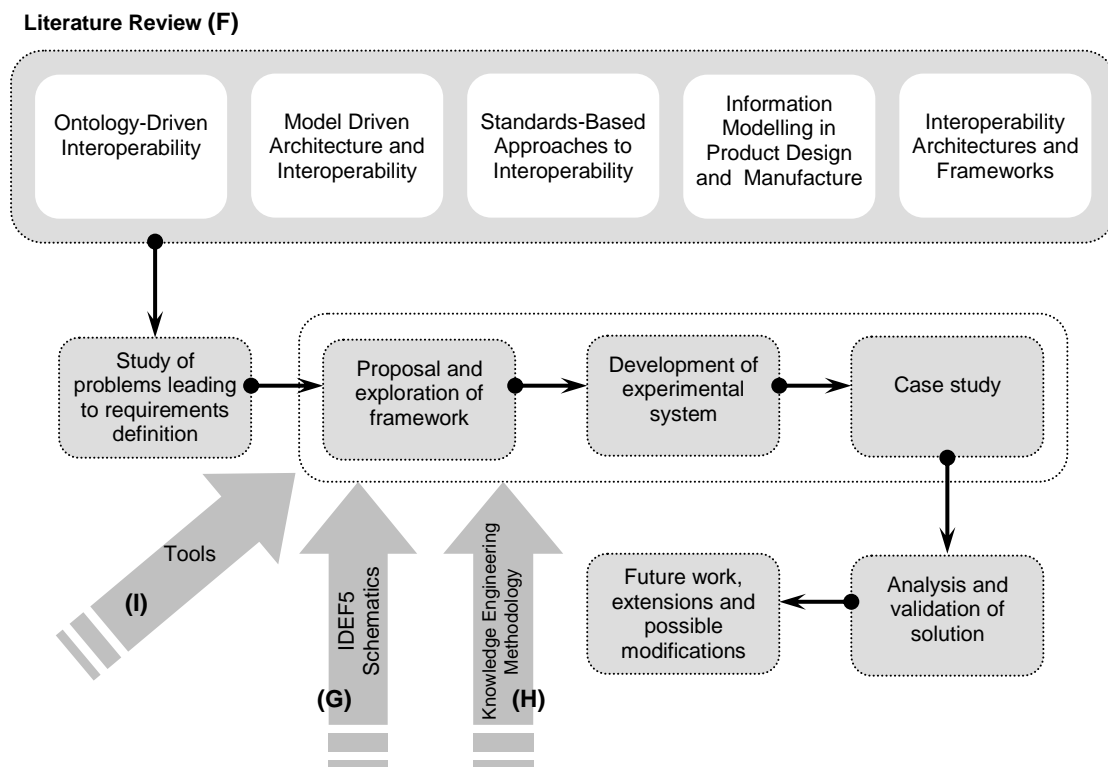 Literature Review (F)
Ontology-Driven
Interoperability
Model Driven
Architecture and
Interoperability
Standards-Based
Approaches to
Interoperability
Information
Modelling in
Product Design
and Manufacture
Interoperability
Architectures and
Frameworks
Study of
problems leading
to requirements
definition
Proposal and
exploration of
framework
Development of
experimental
system
Case study
Tools
(I)
IDEF5
Schematics
(G)
Knowledge Engineering
Methodology
(H)
Future work,
extensions and
possible
modifications
Analysis and
validation of
solution